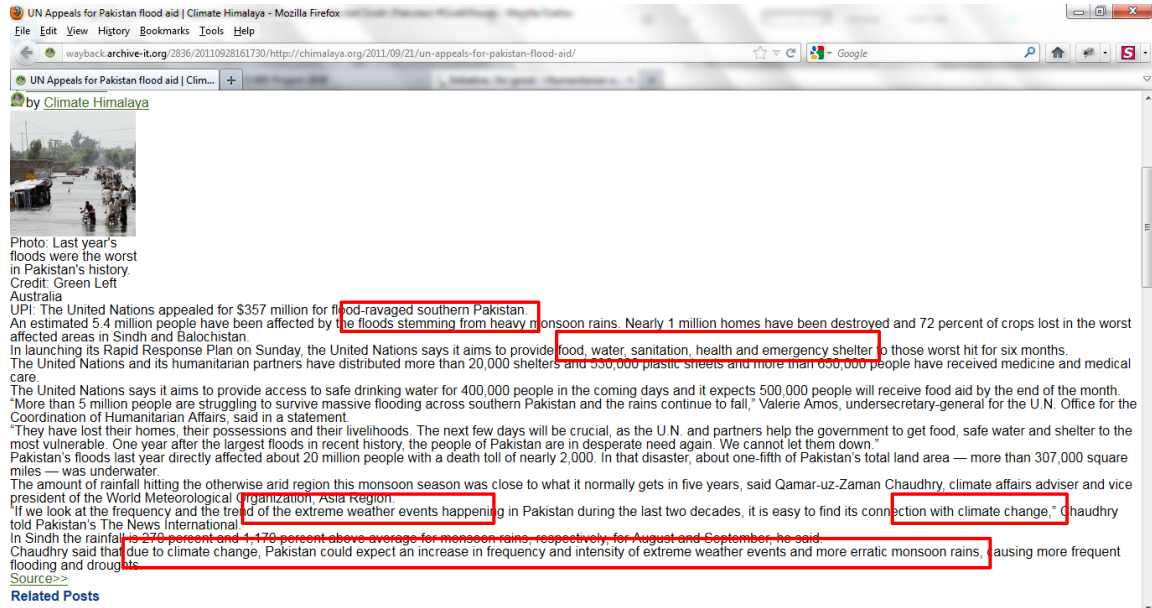 UN Appeals for Pakistan flood aid | Climate Himalaya - Mozilla Firefox
File Edit View History Bookmarks Tools Help
wayback.archive-it.org/2836/20110928161730/http://chimalaya.org/2011/09/21/un-appeals-for-pakistan-flood-aid/
Google
UN Appeals for Pakistan flood aid | Clim...
by Climate Himalaya
Photo: Last year's
floods were the worst
in Pakistan's history.
Credit: Green Left
Australia
UPI: The United Nations appealed for $357 million for flood-ravaged southern Pakistan.
An estimated 5.4 million people have been affected by the floods stemming from heavy monsoon rains. Nearly 1 million homes have been destroyed and 72 percent of crops lost in the worst
affected areas in Sindh and Balochistan.
In launching its Rapid Response Plan on Sunday, the United Nations says it aims to provide food, water, sanitation, health and emergency shelter to those worst hit for six months.
The United Nations and its humanitarian partners have distributed more than 20,000 shelters and 530,000 plastic sheets and more than 650,000 people have received medicine and medical
care.
The United Nations says it aims to provide access to safe drinking water for 400,000 people in the coming days and it expects 500,000 people will receive food aid by the end of the month.
“More than 5 million people are struggling to survive massive flooding across southern Pakistan and the rains continue to fall,” Valerie Amos, undersecretary-general for the U.N. Office for the
Coordination of Humanitarian Affairs, said in a statement.
“They have lost their homes, their possessions and their livelihoods. The next few days will be crucial, as the U.N. and partners help the government to get food, safe water and shelter to the
most vulnerable. One year after the largest floods in recent history, the people of Pakistan are in desperate need again. We cannot let them down.”
Pakistan’s floods last year directly affected about 20 million people with a death toll of nearly 2,000. In that disaster, about one-fifth of Pakistan’s total land area — more than 307,000 square
miles — was underwater.
The amount of rainfall hitting the otherwise arid region this monsoon season was close to what it normally gets in five years, said Qamar-uz-Zaman Chaudhry, climate affairs adviser and vice
president of the World Meteorological Organization, Asia Region.
“If we look at the frequency and the trend of the extreme weather events happening in Pakistan during the last two decades, it is easy to find its connection with climate change,” Chaudhry
told Pakistan’s The News International.
In Sindh the rainfall is 270 percent and 1,170 percent above average for monsoon rains, respectively, for August and September, he said.
Chaudhry said that due to climate change, Pakistan could expect an increase in frequency and intensity of extreme weather events and more erratic monsoon rains, causing more frequent
flooding and droughts.
Source>>
Related Posts